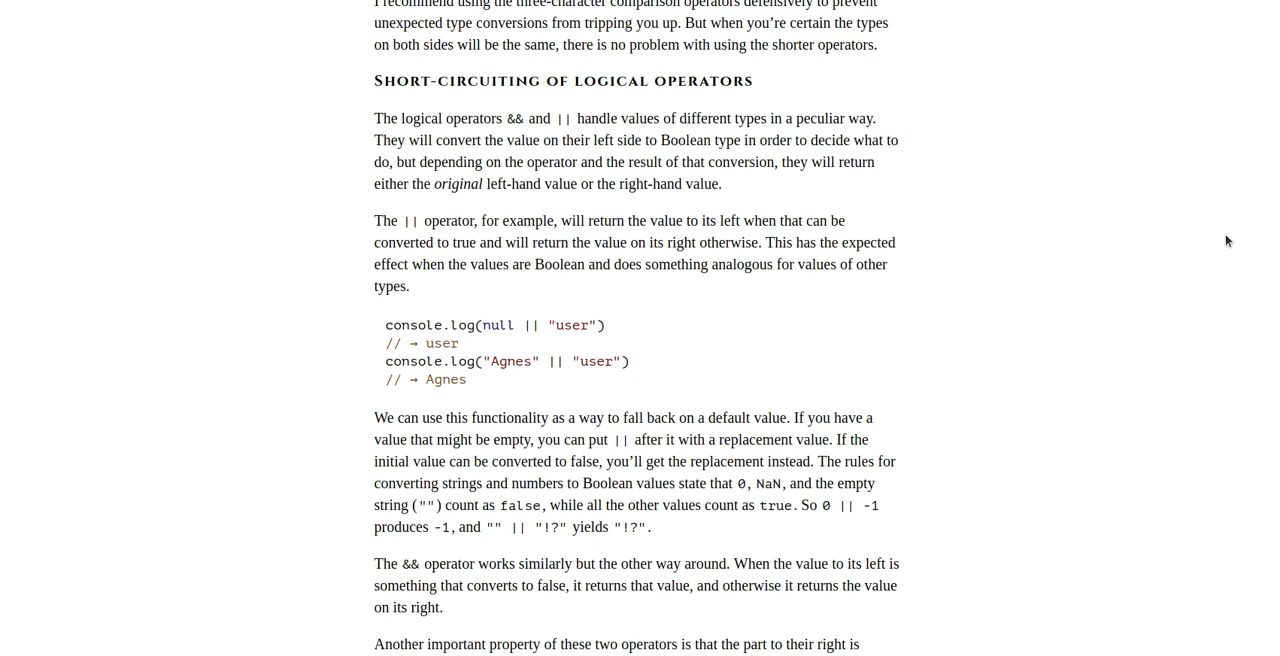 I recommend using the three-character comparison operators defensively to prevent
unexpected type conversions from tripping you up. But when you’re certain the types
on both sides will be the same, there is no problem with using the shorter operators.
Short-circuiting of logical operators
The logical operators && and || handle values of different types in a peculiar way.
They will convert the value on their left side to Boolean type in order to decide what to
do, but depending on the operator and the result of that conversion, they will return
either the original left-hand value or the right-hand value.
The || operator, for example, will return the value to its left when that can be
converted to true and will return the value on its right otherwise. This has the expected
effect when the values are Boolean and does something analogous for values of other
types.
console.log(null || "user")
// → user
console.log("Agnes" || "user")
// → Agnes
We can use this functionality as a way to fall back on a default value. If you have a
value that might be empty, you can put || after it with a replacement value. If the
initial value can be converted to false, you’ll get the replacement instead. The rules for
converting strings and numbers to Boolean values state that 0, NaN, and the empty
string ("") count as false, while all the other values count as true. So 0 || -1
produces -1, and "" || "!?" yields "!?".
The && operator works similarly but the other way around. When the value to its left is
something that converts to false, it returns that value, and otherwise it returns the value
on its right.
Another important property of these two operators is that the part to their right is